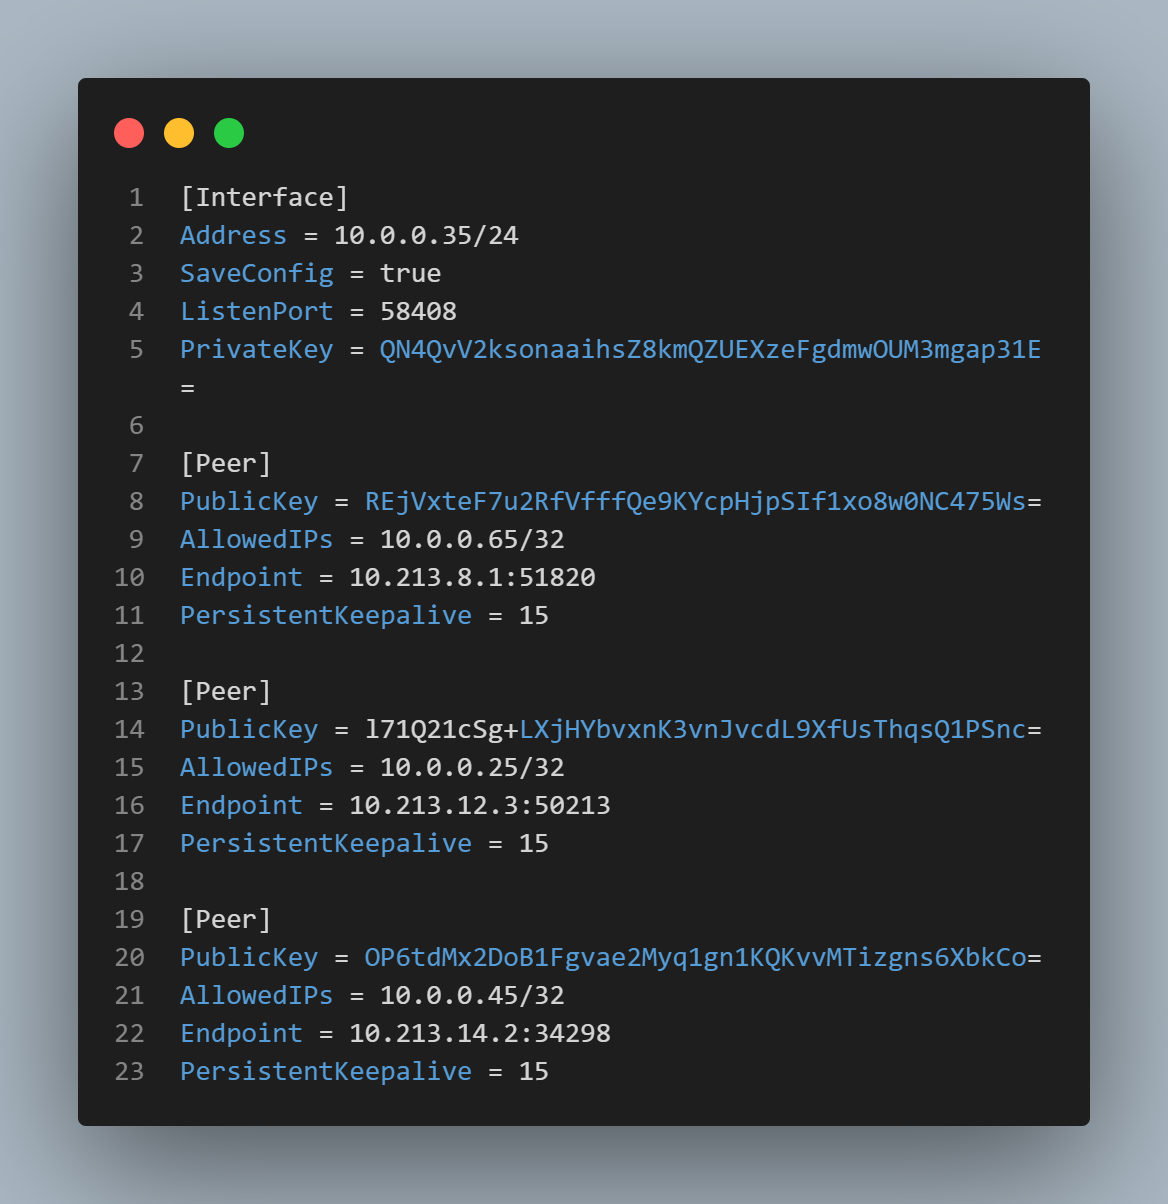 1 [Interface]
2 Address = 10.0.0.35/24
3 SaveConfig = true
4 ListenPort = 58408
5 PrivateKey = QN4QvV2ksonaaihsZ8kmQZUEXzeFgdmwOUM3mgap31E
=
6
7 [Peer]
8 PublicKey = REjVxteF7u2RfVfffQe9KYcpHjpSIf1xo8w0NC475Ws=
9 AllowedIPs = 10.0.0.65/32
10 Endpoint = 10.213.8.1:51820
11 PersistentKeepalive = 15
12
13 [Peer]
14 PublicKey = l71Q21cSg+LXjHYbvxnK3vnJvcdL9XfUsThqsQ1PSnc=
15 AllowedIPs = 10.0.0.25/32
16 Endpoint = 10.213.12.3:50213
17 PersistentKeepalive = 15
18
19 [Peer]
20 PublicKey = OP6tdMx2DoB1Fgvae2Myq1gn1KQKvvMTizgns6XbkCo=
21 AllowedIPs = 10.0.0.45/32
22 Endpoint = 10.213.14.2:34298
23 PersistentKeepalive = 15